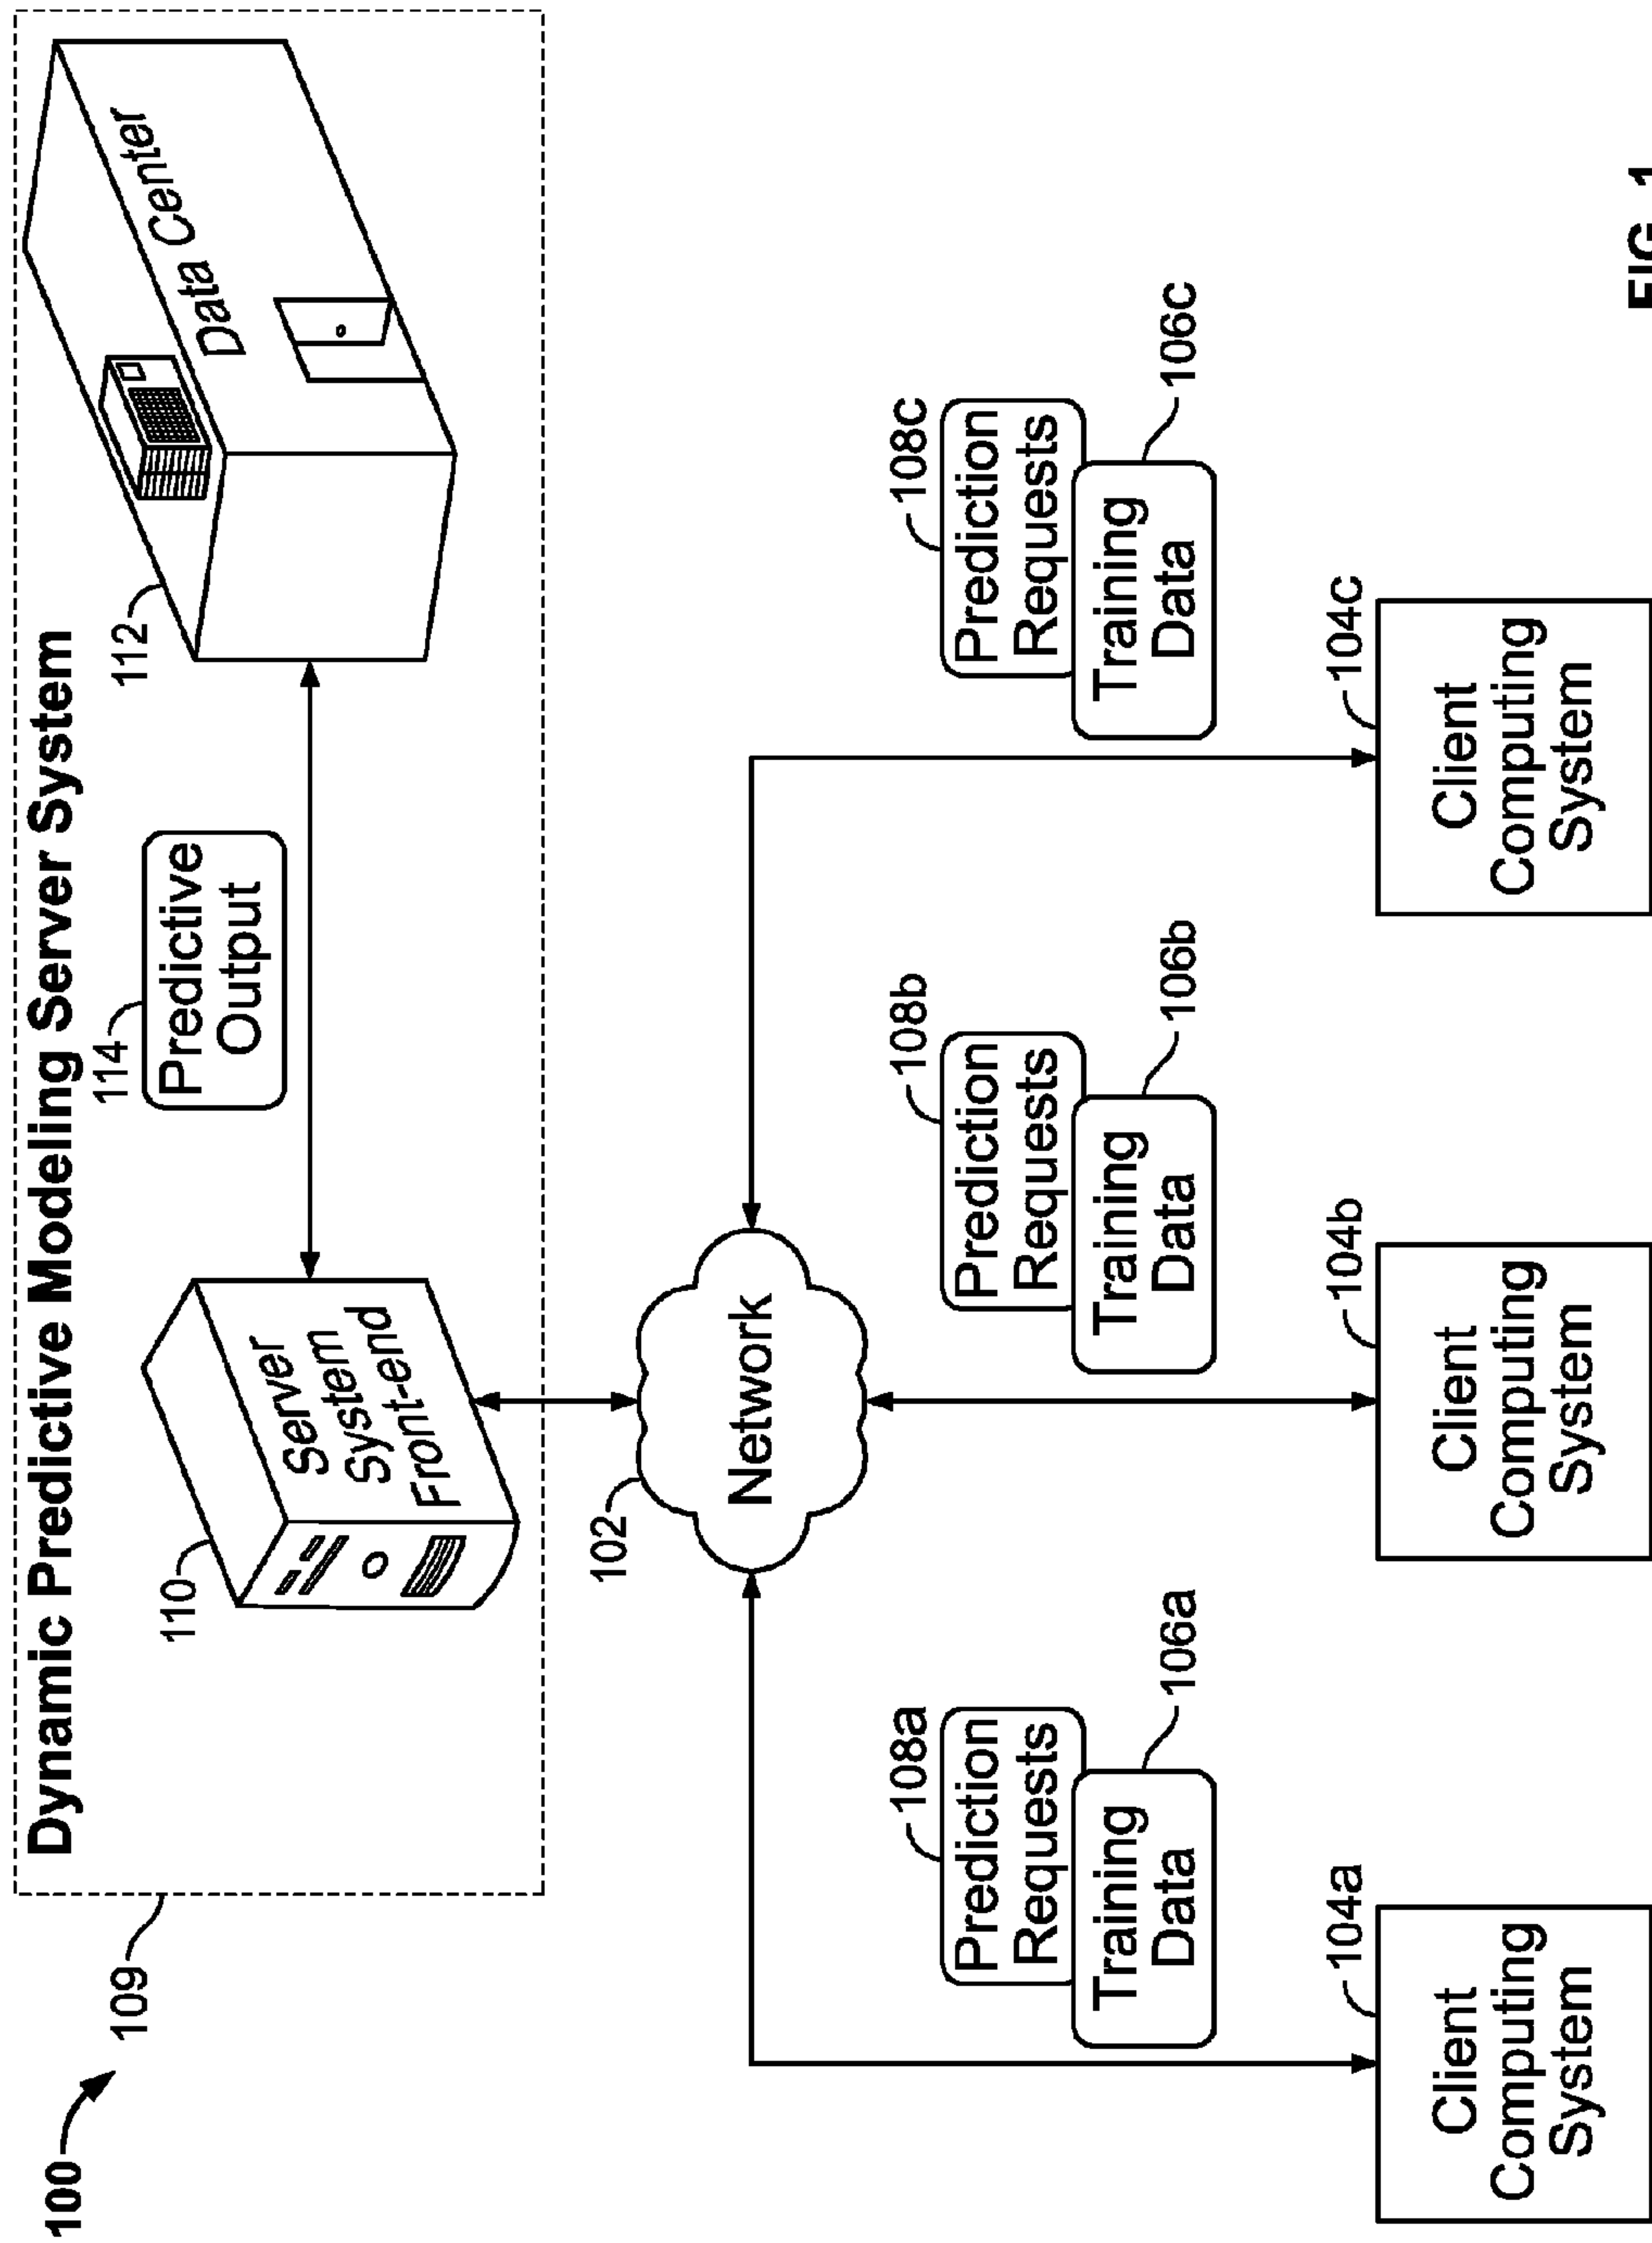 100
109
Dynamic Predictive Modeling Server System
110
Server
System
Front-end
114
Predictive
Output
112
Data Center
102
Network
108a
Prediction
Requests
Training
Data
106a
108b
Prediction
Requests
Training
Data
106b
108c
Prediction
Requests
Training
Data
106c
104a
Client
Computing
System
104b
Client
Computing
System
104c
Client
Computing
System
FIG. 1